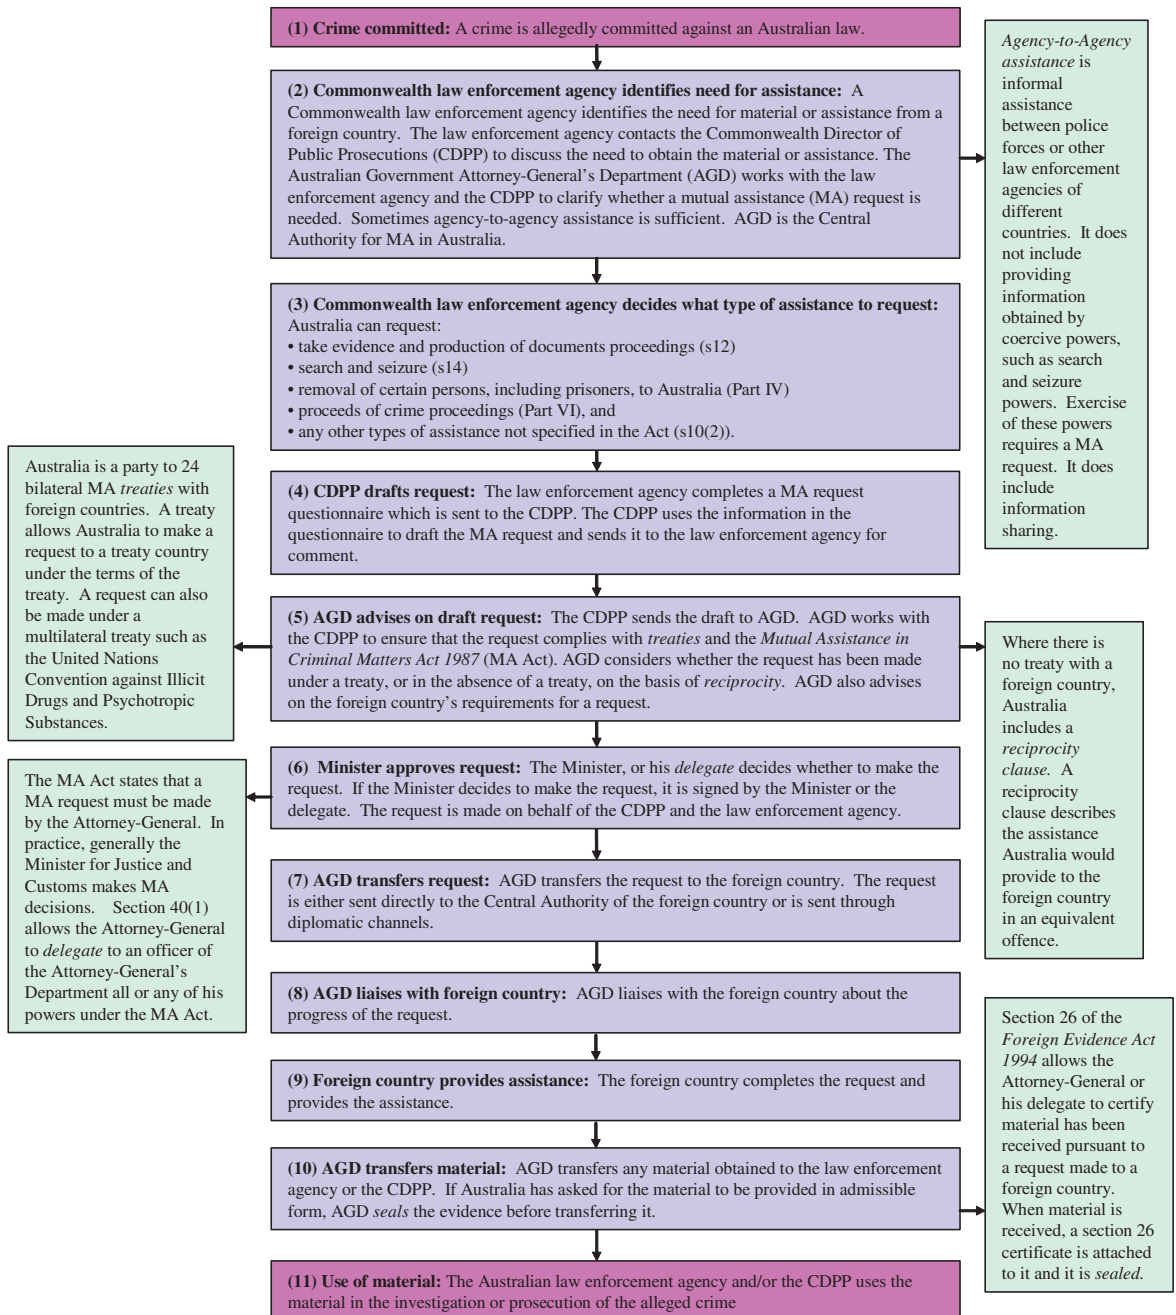 (1) Crime committed: A crime is allegedly committed against an Australian law.
(2) Commonwealth law enforcement agency identifies need for assistance: A
Commonwealth law enforcement agency identifies the need for material or assistance from a
foreign country. The law enforcement agency contacts the Commonwealth Director of
Public Prosecutions (CDPP) to discuss the need to obtain the material or assistance. The
Australian Government Attorney-General's Department (AGD) works with the law
enforcement agency and the CDPP to clarify whether a mutual assistance (MA) request is
needed. Sometimes agency-to-agency assistance is sufficient. AGD is the Central
Authority for MA in Australia.
Agency-to-Agency
assistance is
informal
assistance
between police
forces or other
law enforcement
agencies of
different
countries. It does
not include
providing
information
obtained by
coercive powers,
such as search
and seizure
powers. Exercise
of these powers
requires a MA
request. It does
include
information
sharing.
(3) Commonwealth law enforcement agency decides what type of assistance to request:
Australia can request:
• take evidence and production of documents proceedings (s12)
• search and seizure (s14)
• removal of certain persons, including prisoners, to Australia (Part IV)
• proceeds of crime proceedings (Part VI), and
• any other types of assistance not specified in the Act (s10(2)).
(4) CDPP drafts request: The law enforcement agency completes a MA request
questionnaire which is sent to the CDPP. The CDPP uses the information in the
questionnaire to draft the MA request and sends it to the law enforcement agency for
comment.
Australia is a party to 24
bilateral MA treaties with
foreign countries. A treaty
allows Australia to make a
request to a treaty country
under the terms of the
treaty. A request can also
be made under a
multilateral treaty such as
the United Nations
Convention against Illicit
Drugs and Psychotropic
Substances.
(5) AGD advises on draft request: The CDPP sends the draft to AGD. AGD works with
the CDPP to ensure that the request complies with treaties and the Mutual Assistance in
Criminal Matters Act 1987 (MA Act). AGD considers whether the request has been made
under a treaty, or in the absence of a treaty, on the basis of reciprocity. AGD also advises
on the foreign country's requirements for a request.
Where there is
no treaty with a
foreign country,
Australia
includes a
reciprocity
clause. A
reciprocity
clause describes
the assistance
Australia would
provide to the
foreign country
in an equivalent
offence.
(6) Minister approves request: The Minister, or his delegate decides whether to make the
request. If the Minister decides to make the request, it is signed by the Minister or the
delegate. The request is made on behalf of the CDPP and the law enforcement agency.
The MA Act states that a
MA request must be made
by the Attorney-General. In
practice, generally the
Minister for Justice and
Customs makes MA
decisions. Section 40(1)
allows the Attorney-General
to delegate to an officer of
the Attorney-General's
Department all or any of his
powers under the MA Act.
(7) AGD transfers request: AGD transfers the request to the foreign country. The request
is either sent directly to the Central Authority of the foreign country or is sent through
diplomatic channels.
(8) AGD liaises with foreign country: AGD liaises with the foreign country about the
progress of the request.
(9) Foreign country provides assistance: The foreign country completes the request and
provides the assistance.
(10) AGD transfers material: AGD transfers any material obtained to the law enforcement
agency or the CDPP. If Australia has asked for the material to be provided in admissible
form, AGD seals the evidence before transferring it.
Section 26 of the
Foreign Evidence Act
1994 allows the
Attorney-General or
his delegate to certify
material has been
received pursuant to
a request made to a
foreign country.
When material is
received, a section 26
certificate is attached
to it and it is sealed.
(11) Use of material: The Australian law enforcement agency and/or the CDPP uses the
material in the investigation or prosecution of the alleged crime